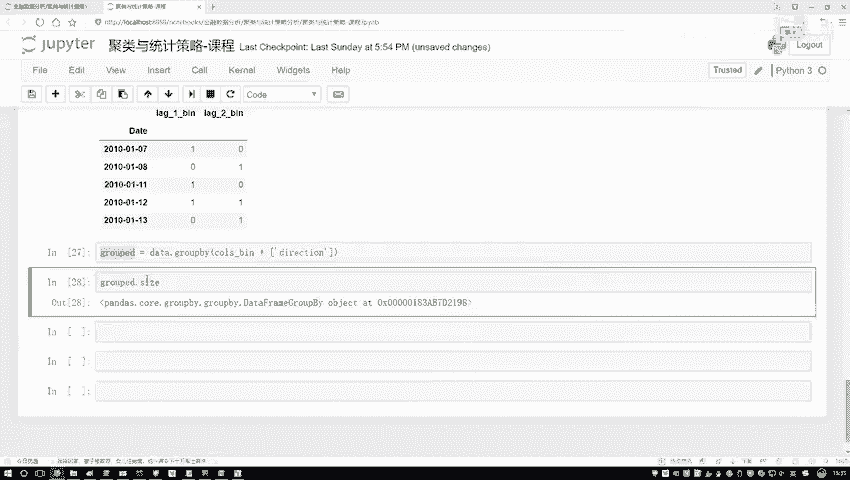 http://localhost:8888/notebooks/
Logout
jupyter 聚类与统计策略-课程 Last Checkpoint: Last Sunday at 5:54 PM (unsaved changes)
File Edit View Insert Cell Kernel Widgets Help
Trusted Python 3
Code
lag_1_bin lag_2_bin
Date
2010-01-07 1 0
2010-01-08 0 1
2010-01-11 1 0
2010-01-12 1 1
2010-01-13 0 1
In [27]: grouped = data.groupby(cols_bin + ['direction'])
In [28]: grouped.size
Out[28]: <pandas.core.groupby.groupby.DataFrameGroupBy object at 0x00000183AB7D2198>
In [ ]:
In [ ]:
In [ ]: